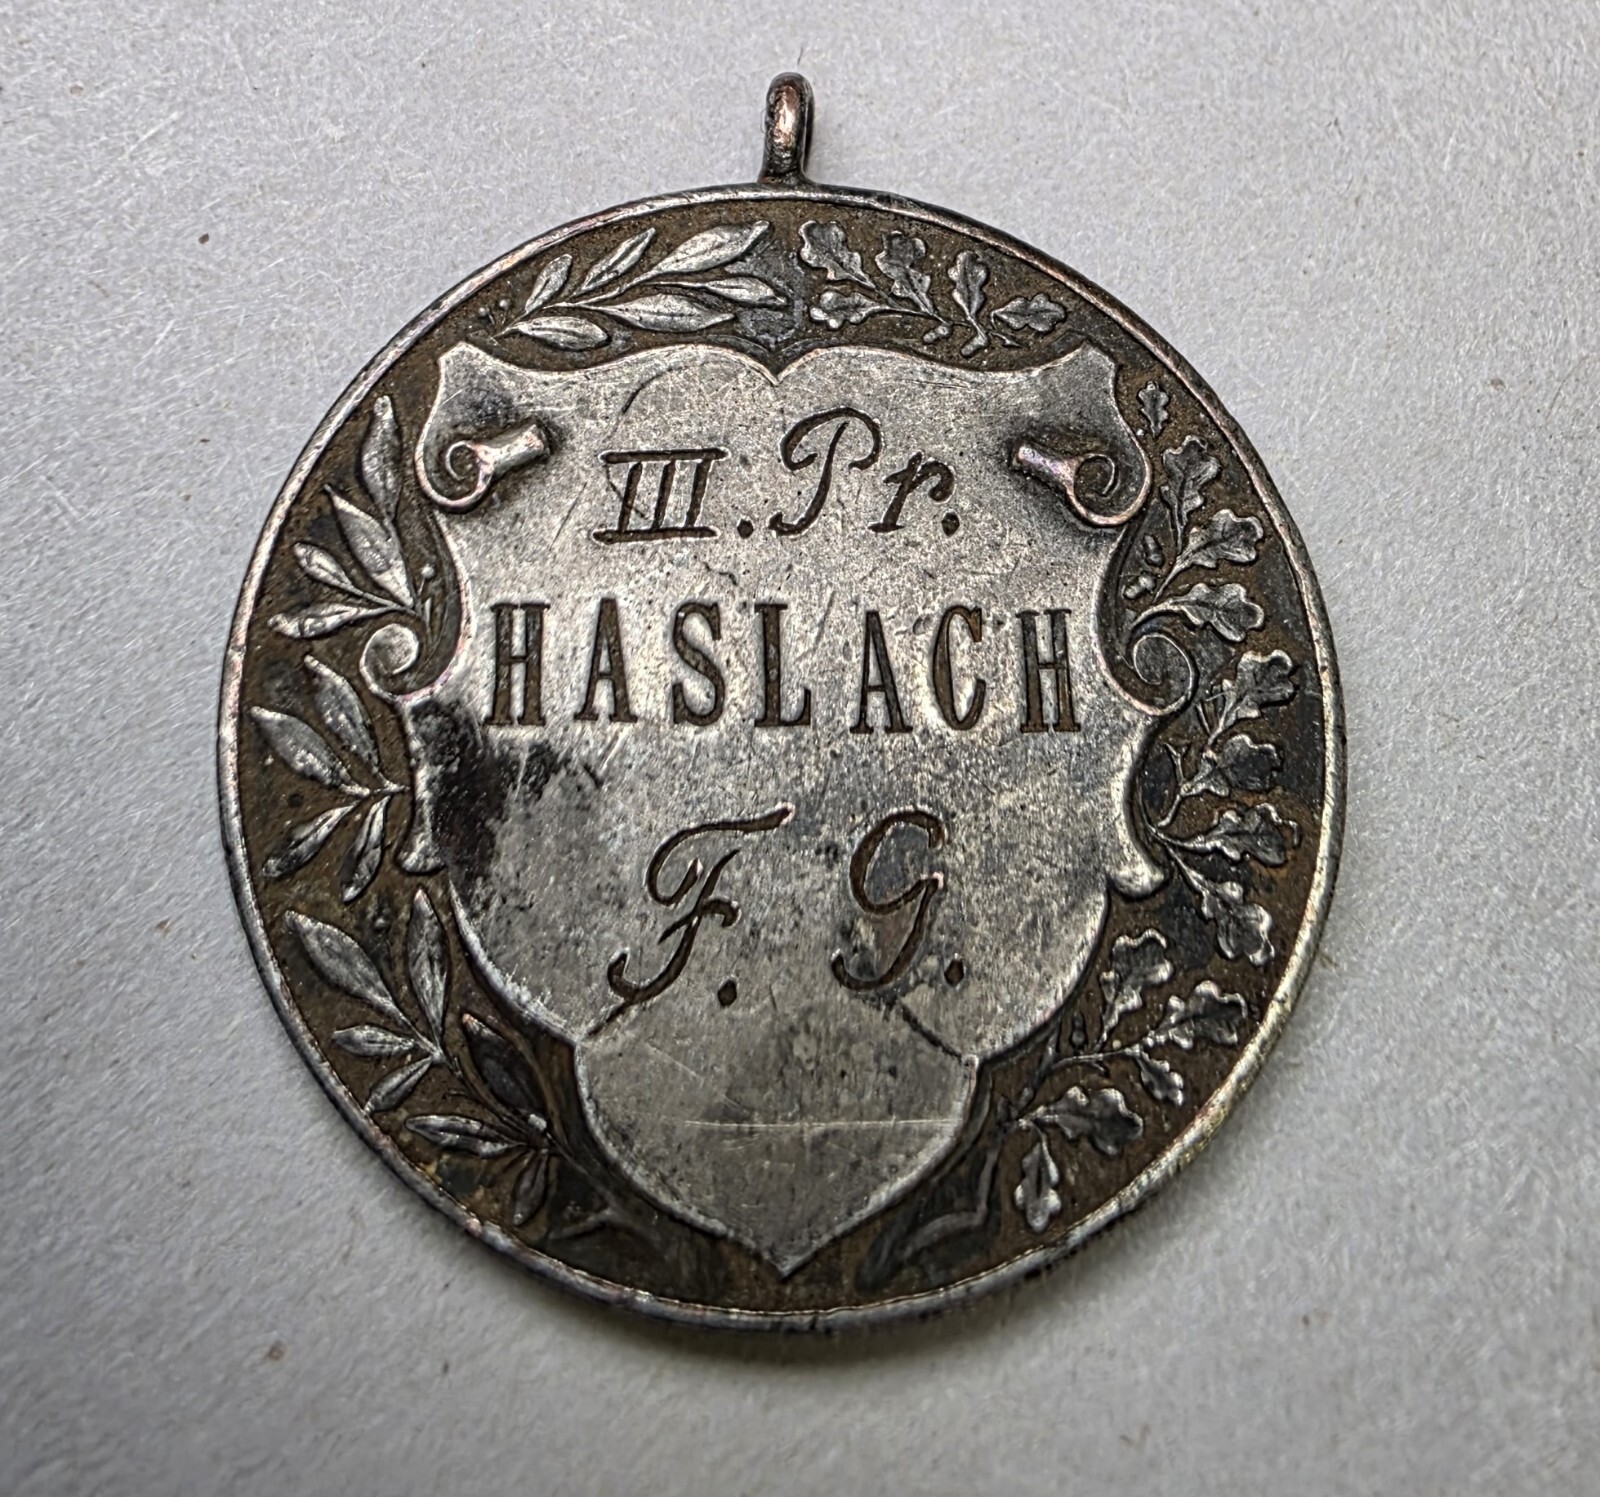 III. Pr.
HASLACH
F. G.